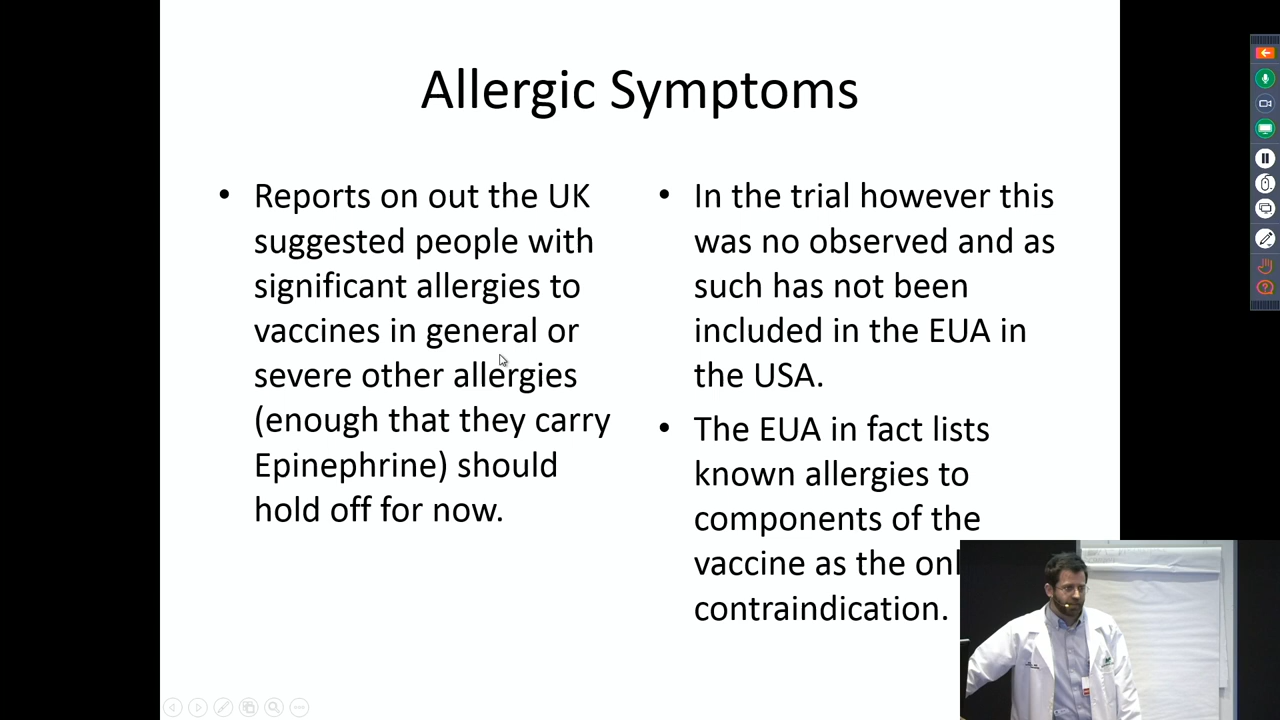 Allergic Symptoms
• Reports on out the UK
suggested people with
significant allergies to
vaccines in general or
severe other allergies
(enough that they carry
Epinephrine) should
hold off for now.
• In the trial however this
was no observed and as
such has not been
included in the EUA in
the USA.
• The EUA in fact lists
known allergies to
components of the
vaccine as the onl
contraindication.